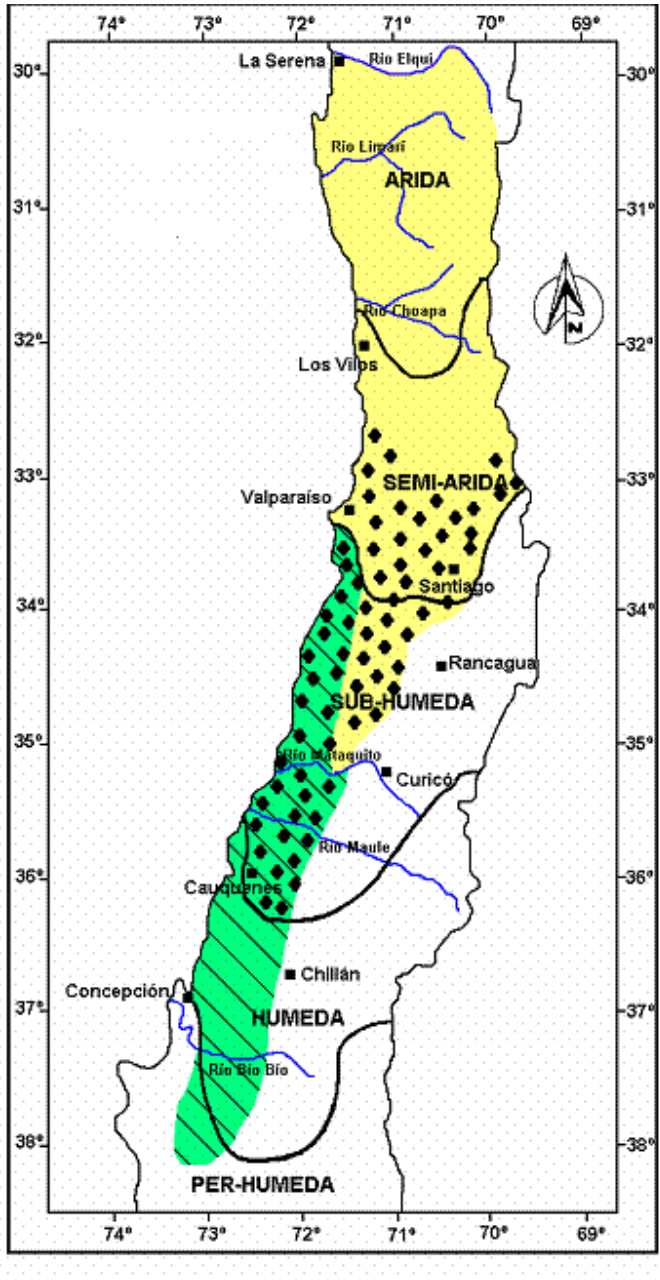 74° 73° 72° 71° 70° 69°
La Serena
Río Elqui
30° 30°
Río Limarí
ARIDA
31° 31°
Río Choapa
N
32° 32°
Los Vilos
33° 33°
SEMI-ARIDA
Valparaíso
Santiago
34° 34°
Rancagua
SUB-HUMEDA
35° 35°
Río Mataquito
Curicó
Río Maule
36° 36°
Cauquenes
Chillán
Concepción
37° 37°
HUMEDA
Río Bío Bío
38° 38°
PER-HUMEDA
74° 73° 72° 71° 70° 69°